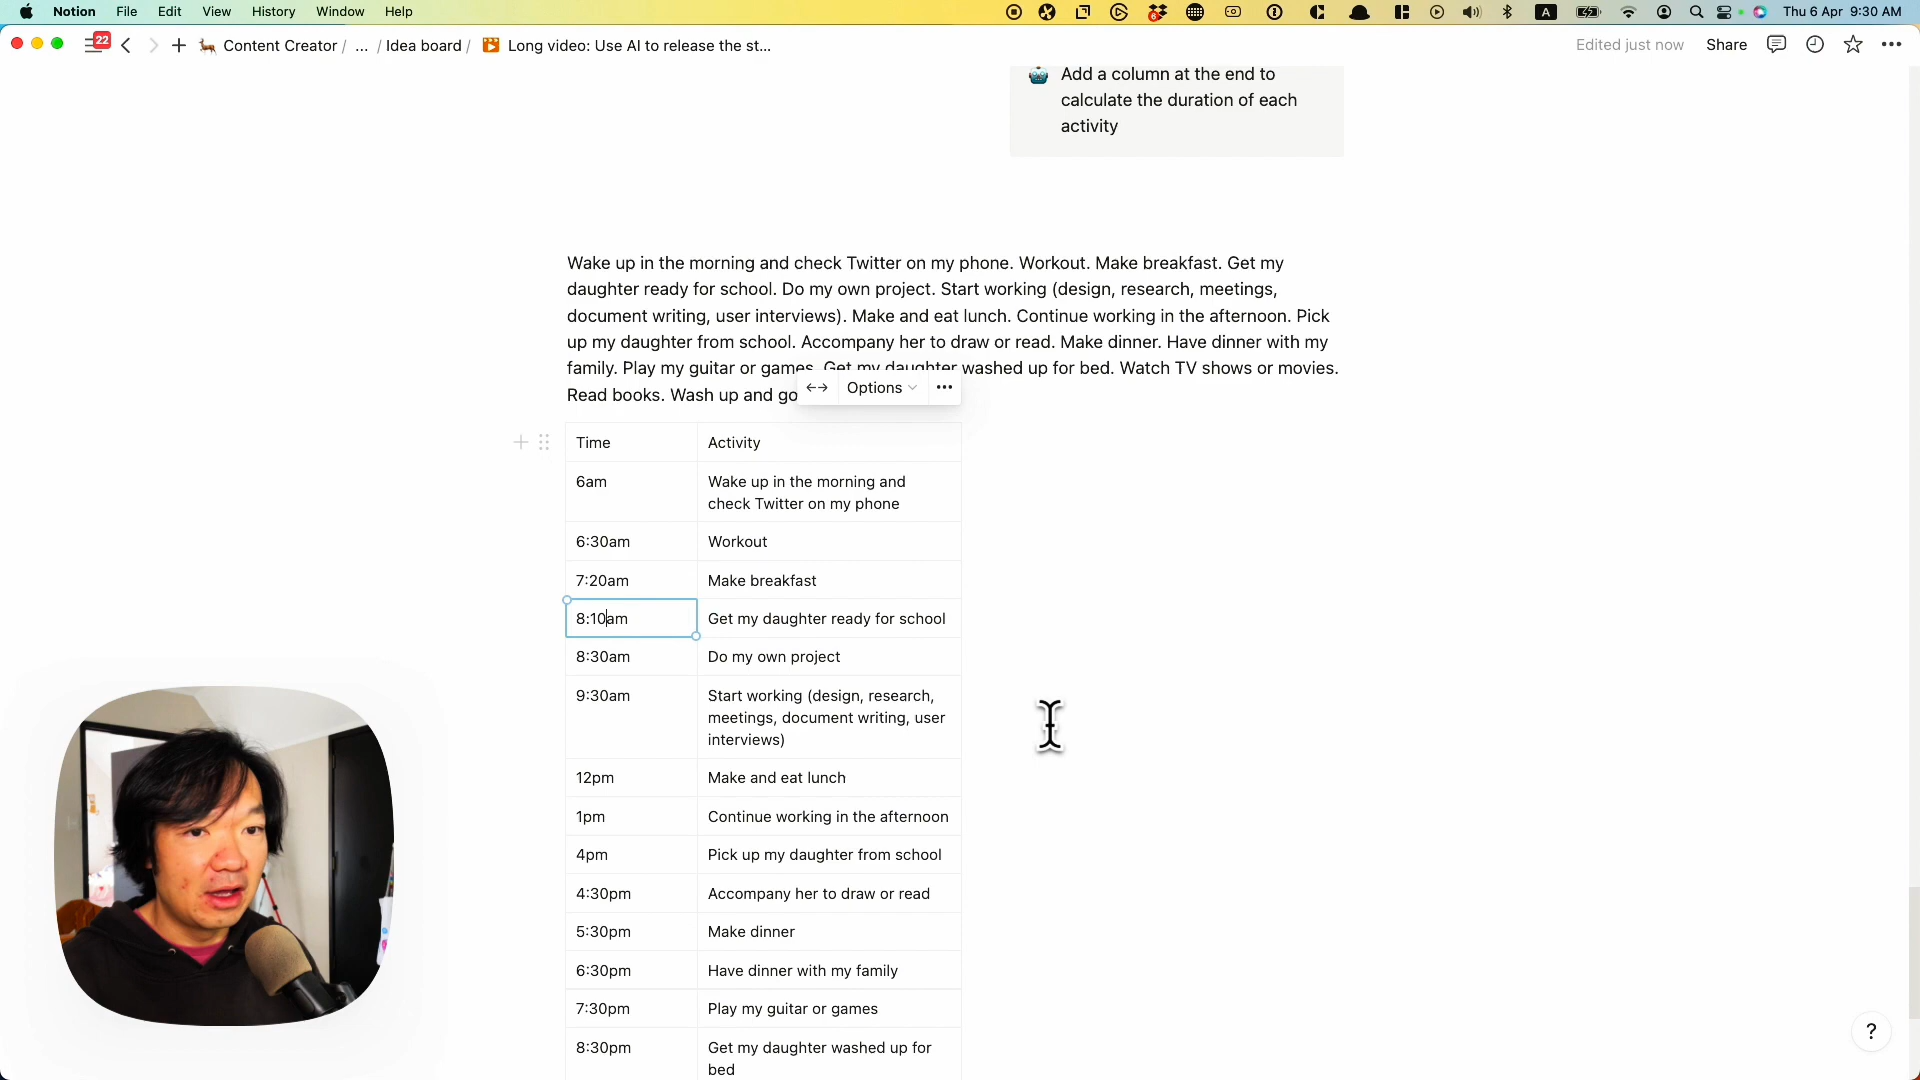 Notion File Edit View History Window Help
6
A
Thu 6 Apr 9:30 AM
22
Content Creator / ... / Idea board / Long video: Use AI to release the st...
Edited just now Share
Add a column at the end to
calculate the duration of each
activity
Wake up in the morning and check Twitter on my phone. Workout. Make breakfast. Get my
daughter ready for school. Do my own project. Start working (design, research, meetings,
document writing, user interviews). Make and eat lunch. Continue working in the afternoon. Pick
up my daughter from school. Accompany her to draw or read. Make dinner. Have dinner with my
family. Play my guitar or games. Get my daughter washed up for bed. Watch TV shows or movies.
Read books. Wash up and go
Options
Time Activity
6am Wake up in the morning and
check Twitter on my phone
6:30am Workout
7:20am Make breakfast
8:10am Get my daughter ready for school
8:30am Do my own project
9:30am Start working (design, research,
meetings, document writing, user
interviews)
12pm Make and eat lunch
1pm Continue working in the afternoon
4pm Pick up my daughter from school
4:30pm Accompany her to draw or read
5:30pm Make dinner
6:30pm Have dinner with my family
7:30pm Play my guitar or games
8:30pm Get my daughter washed up for
bed
?